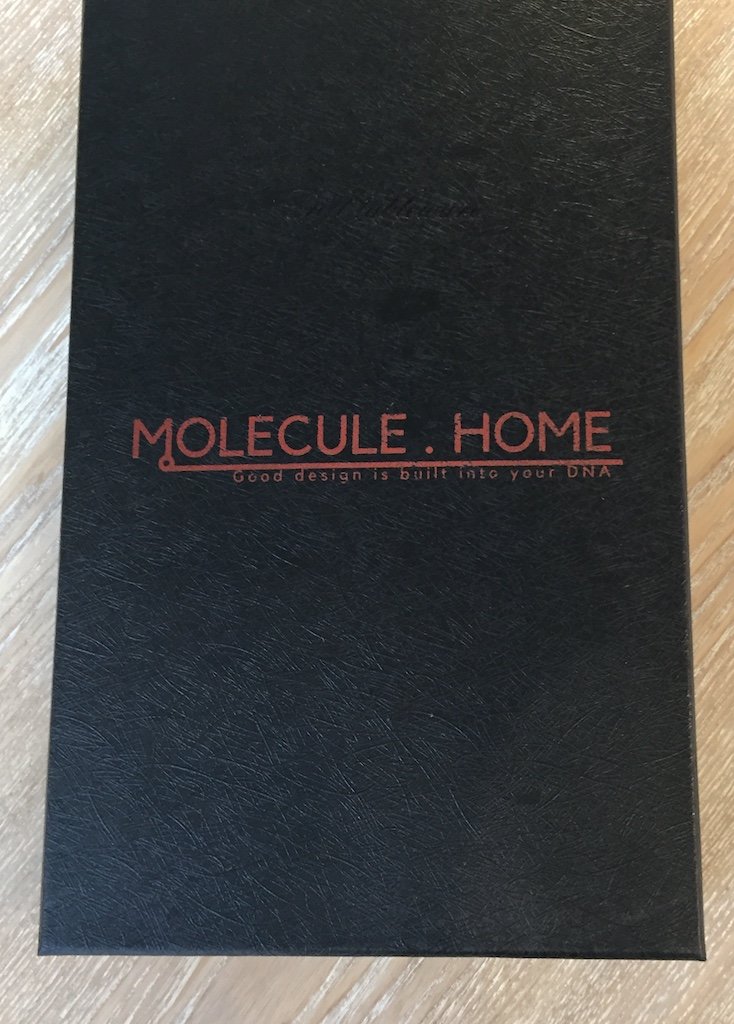 MOLECULE . HOME
Good design is built into your DNA